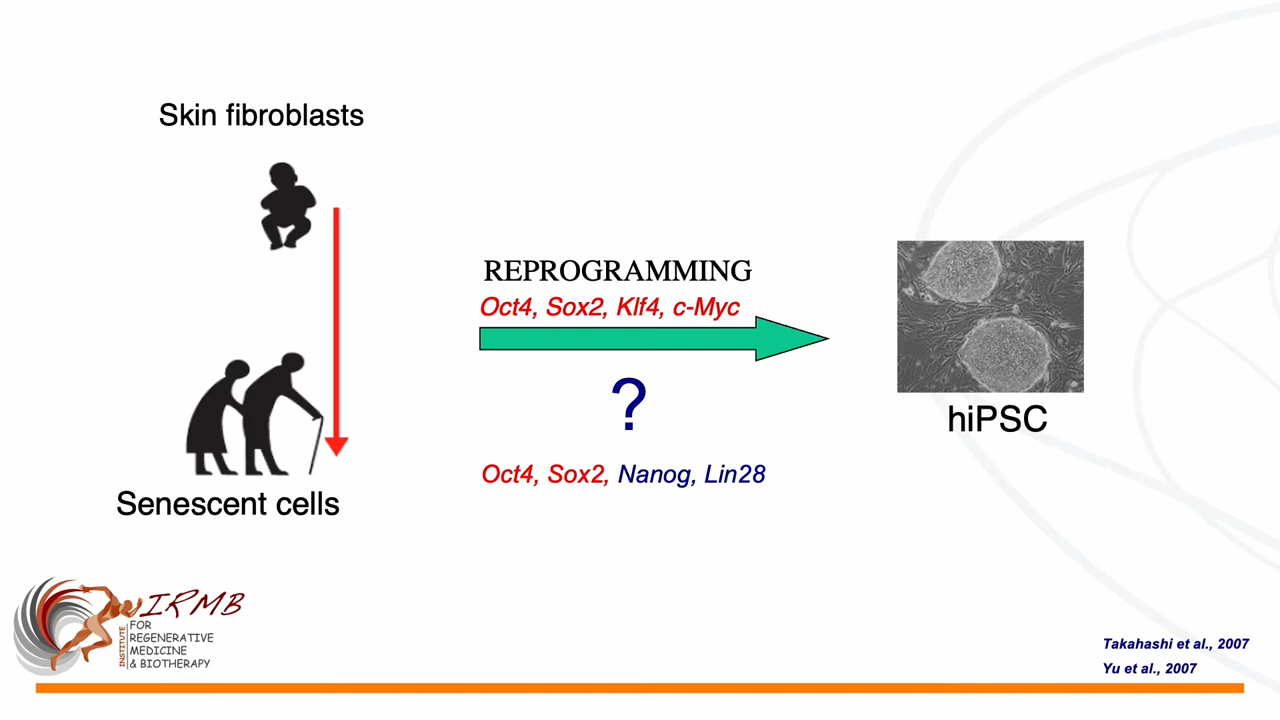 Skin fibroblasts
REPROGRAMMING
Oct4, Sox2, Klf4, c-Myc
?
Oct4, Sox2, Nanog, Lin28
hiPSC
Senescent cells
IRMB
INSTITUTE
FOR
REGENERATIVE
MEDICINE
& BIOTHERAPY
Takahashi et al., 2007
Yu et al., 2007